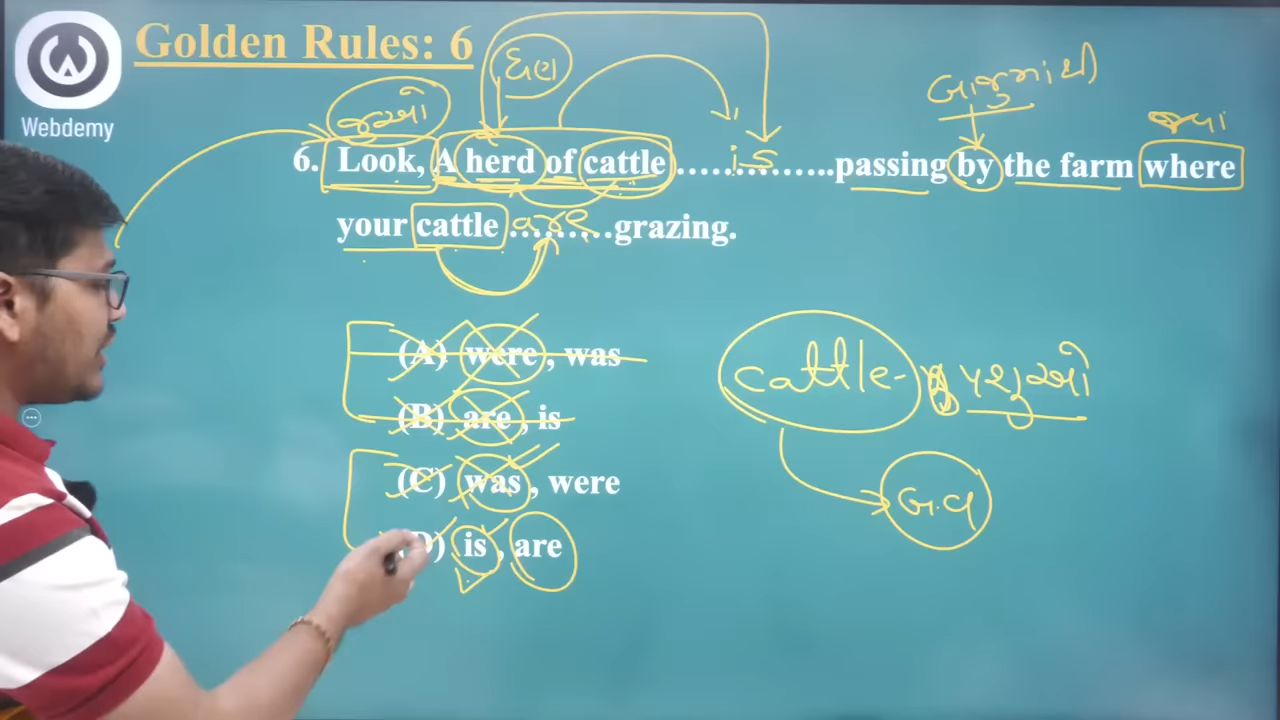 Golden Rules: 6
Webdemy
ધણ
જુઓ
બાજુમાંથી
જ્યાં
6. Look, A herd of cattle ......is........passing by the farm where
your cattle are.........grazing.
(A) were, was
(B) are, is
(C) was, were
(D) is, are
cattle - પશુઓ
બ.વ